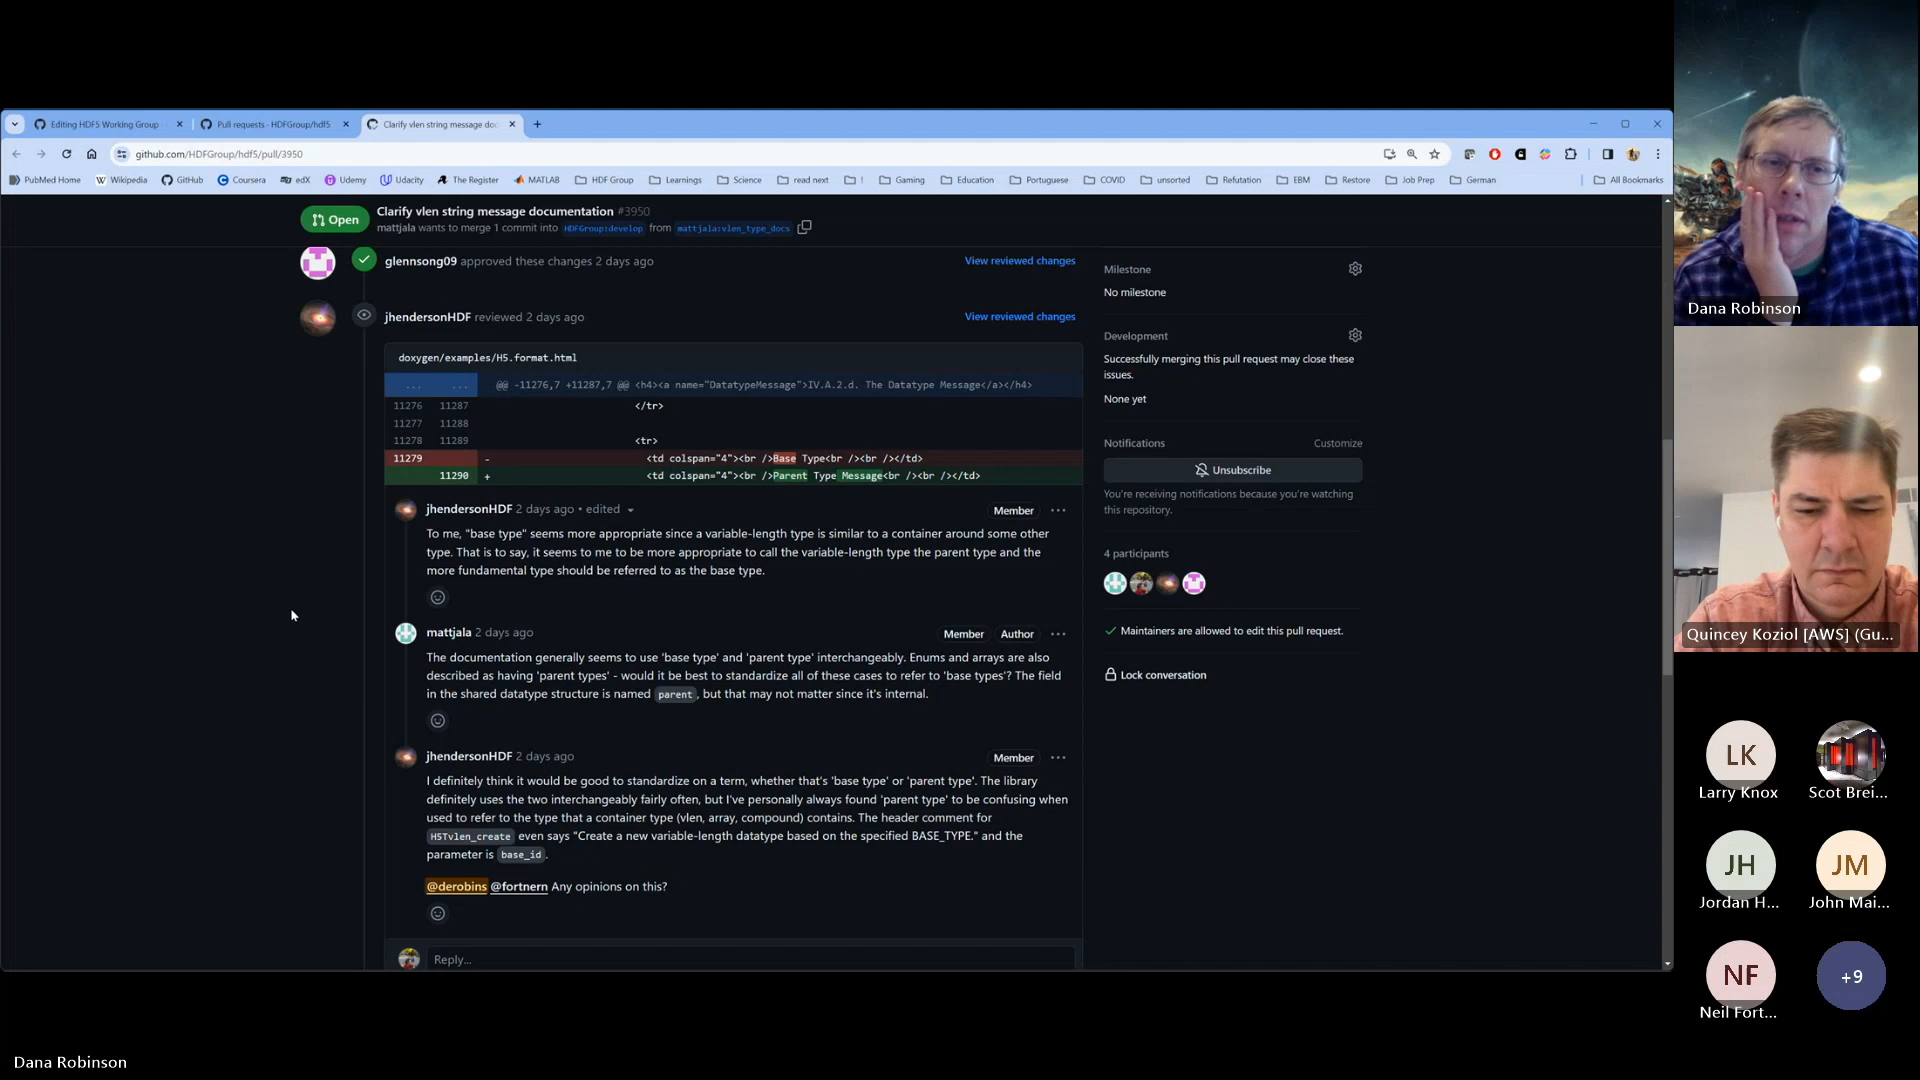 Editing HDF5 Working Group
Pull requests · HDFGroup/hdf5
Clarify vlen string message doc
github.com/HDFGroup/hdf5/pull/3950
PubMed Home
Wikipedia
GitHub
Coursera
edX
Udemy
Udacity
The Register
MATLAB
HDF Group
Learnings
Science
read next
!
Gaming
Education
Portuguese
COVID
unsorted
Refutation
EBM
Restore
Job Prep
German
All Bookmarks
Open
Clarify vlen string message documentation #3950
mattjala wants to merge 1 commit into HDFGroup:develop from mattjala:vlen_type_docs
glennsong09 approved these changes 2 days ago
View reviewed changes
jhendersonHDF reviewed 2 days ago
View reviewed changes
doxygen/examples/H5.format.html
... ... @@ -11276,7 +11287,7 @@ <h4><a name="DatatypeMessage">IV.A.2.d. The Datatype Message</a></h4>
11276 11287 </tr>
11277 11288
11278 11289 <tr>
11279 - <td colspan="4"><br />Base Type<br /><br /></td>
11290 + <td colspan="4"><br />Parent Type Message<br /><br /></td>
jhendersonHDF 2 days ago • edited
Member
To me, "base type" seems more appropriate since a variable-length type is similar to a container around some other
type. That is to say, it seems to me to be more appropriate to call the variable-length type the parent type and the
more fundamental type should be referred to as the base type.
mattjala 2 days ago
Member
Author
The documentation generally seems to use 'base type' and 'parent type' interchangeably. Enums and arrays are also
described as having 'parent types' - would it be best to standardize all of these cases to refer to 'base types'? The field
in the shared datatype structure is named parent, but that may not matter since it's internal.
jhendersonHDF 2 days ago
Member
I definitely think it would be good to standardize on a term, whether that's 'base type' or 'parent type'. The library
definitely uses the two interchangeably fairly often, but I've personally always found 'parent type' to be confusing when
used to refer to the type that a container type (vlen, array, compound) contains. The header comment for
H5Tvlen_create even says "Create a new variable-length datatype based on the specified BASE_TYPE." and the
parameter is base_id.
@derobins @fortnern Any opinions on this?
Reply...
Milestone
No milestone
Development
Successfully merging this pull request may close these
issues.
None yet
Notifications
Customize
Unsubscribe
You're receiving notifications because you're watching
this repository.
4 participants
Maintainers are allowed to edit this pull request.
Lock conversation
Dana Robinson
Quincey Koziol [AWS] (Gu...
LK
Larry Knox
Scot Brei...
JH
Jordan H...
JM
John Mai...
NF
Neil Fort...
+9
Dana Robinson